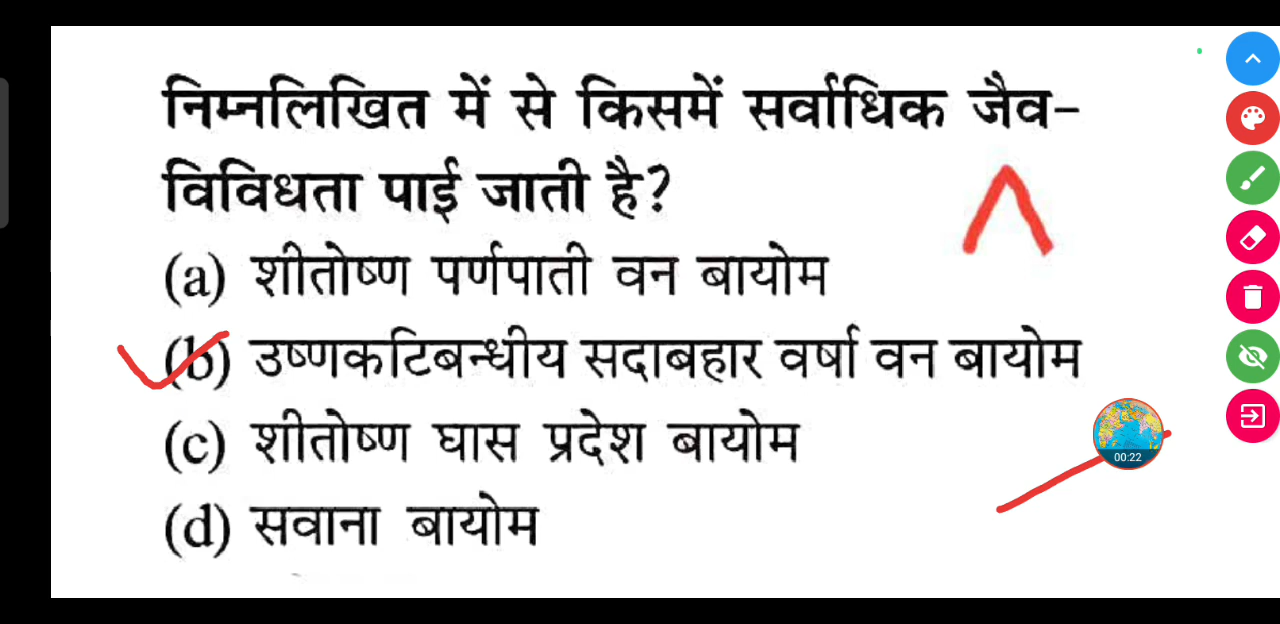 निम्नलिखित में से किसमें सर्वाधिक जैव-
विविधता पाई जाती है?
(a) शीतोष्ण पर्णपाती वन बायोम
(b) उष्णकटिबन्धीय सदाबहार वर्षा वन बायोम
(c) शीतोष्ण घास प्रदेश बायोम
(d) सवाना बायोम
00:22